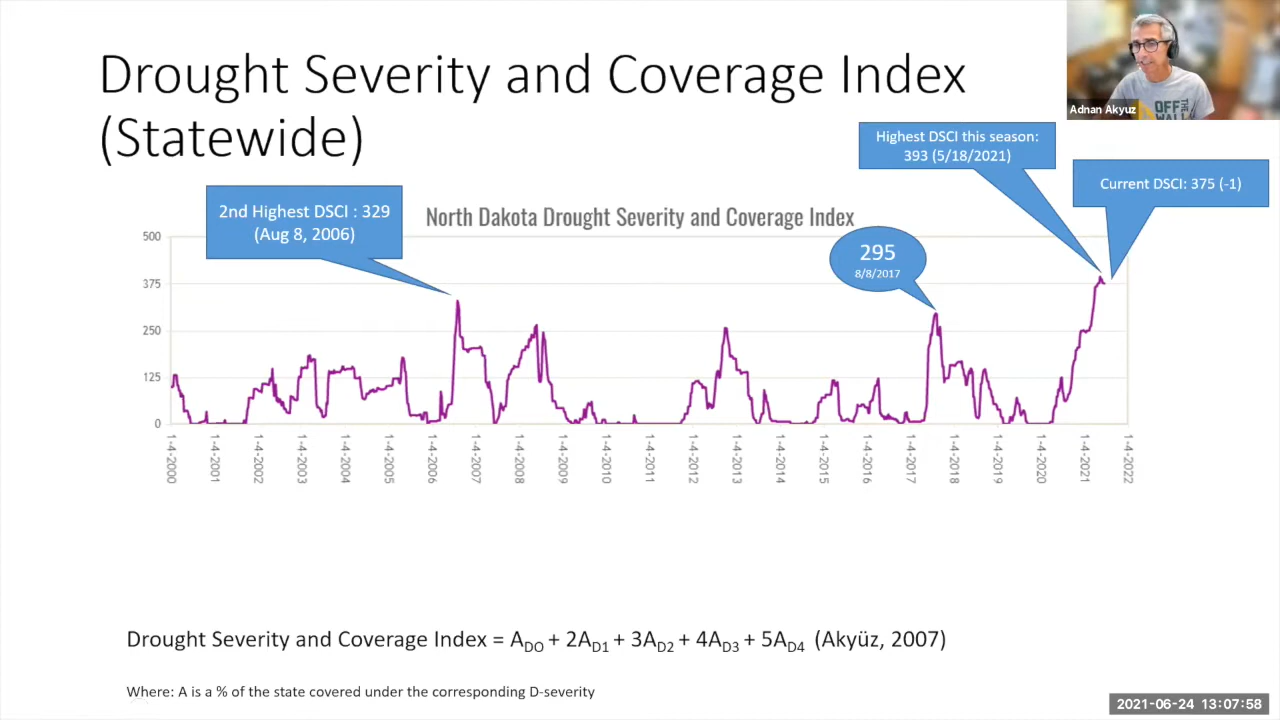 Drought Severity and Coverage Index
(Statewide)
Adnan Akyuz
OFF THE WALL
Highest DSCI this season:
393 (5/18/2021)
Current DSCI: 375 (-1)
2nd Highest DSCI : 329
(Aug 8, 2006)
North Dakota Drought Severity and Coverage Index
295
8/8/2017
500
375
250
125
0
1-4-2000
1-4-2001
1-4-2002
1-4-2003
1-4-2004
1-4-2005
1-4-2006
1-4-2007
1-4-2008
1-4-2009
1-4-2010
1-4-2011
1-4-2012
1-4-2013
1-4-2014
1-4-2015
1-4-2016
1-4-2017
1-4-2018
1-4-2019
1-4-2020
1-4-2021
1-4-2022
Drought Severity and Coverage Index = ADO + 2AD1 + 3AD2 + 4AD3 + 5AD4 (Akyüz, 2007)
Where: A is a % of the state covered under the corresponding D-severity
2021-06-24 13:07:58